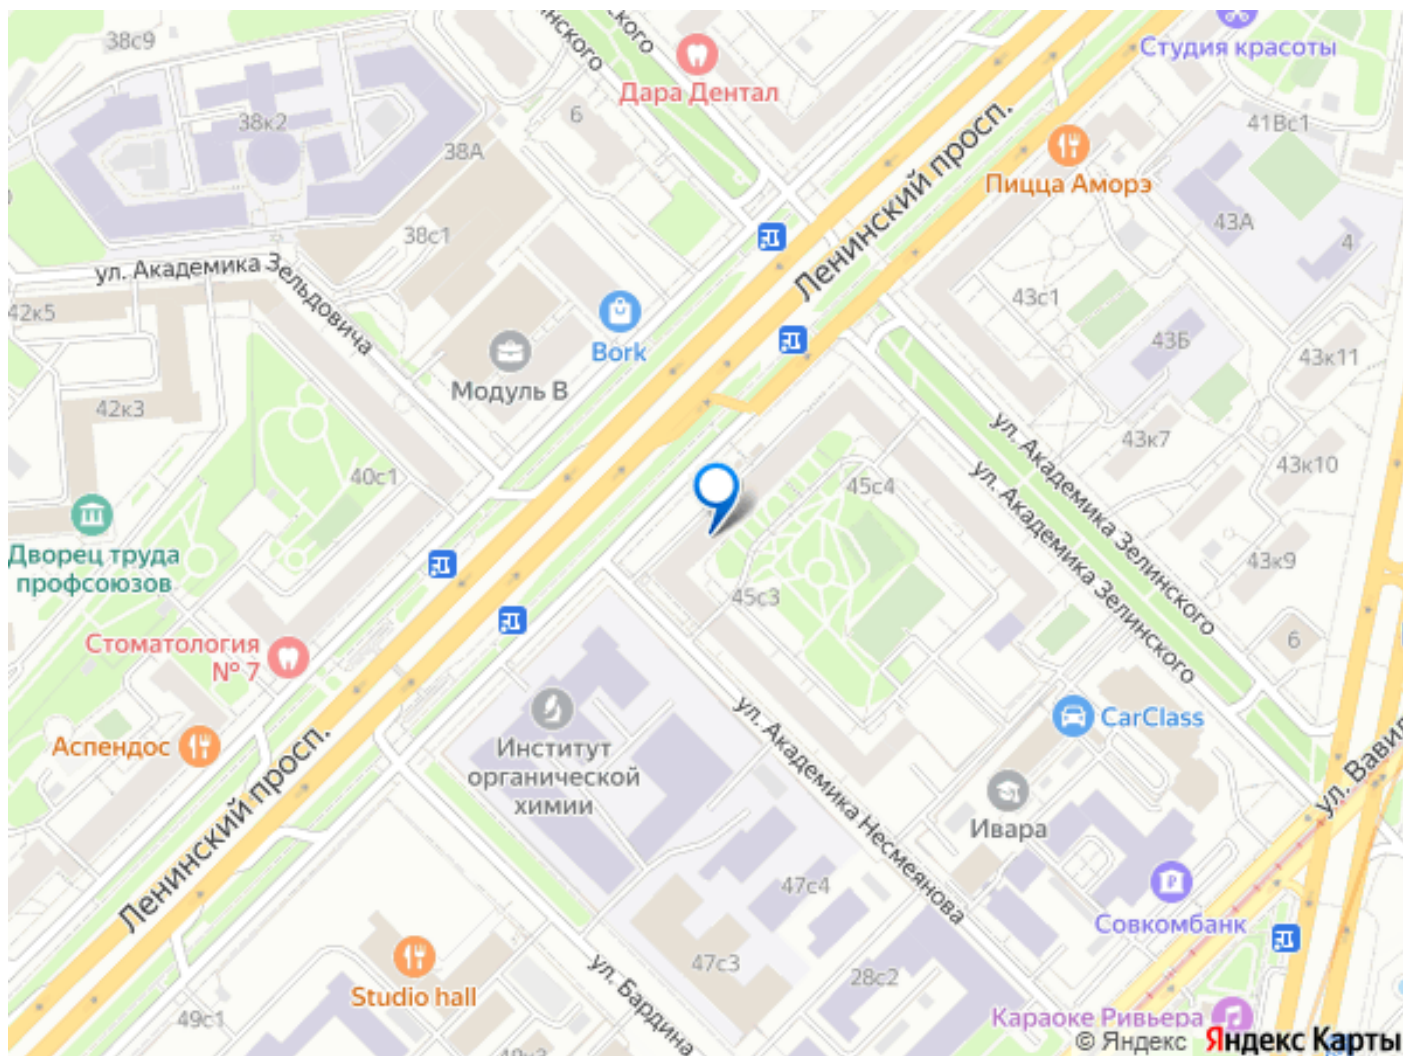 38с9
нского
Зелинского
Дара Дентал
Студия красоты
38к2
6
38А
41Вс1
Пицца Аморэ
Ленинский просп.
43А
4
38с1
ул. Академика Зельдовича
42к5
Bork
43с1
43Б
43к11
Модуль В
42к3
40с1
45с4
43к7
43к10
ул. Академика Зелинского
ул. Академика Зелинского
Дворец труда
профсоюзов
43к9
45с3
Стоматология
№ 7
6
Институт
органической
химии
CarClass
Аспендос
Ленинский просп.
ул. Академика Несмеянова
ул. Вавил
Ивара
47с4
Совкомбанк
47с3
28с2
Studio hall
ул. Бардина
49с1
Караоке Ривьера
© Яндекс Яндекс Карты